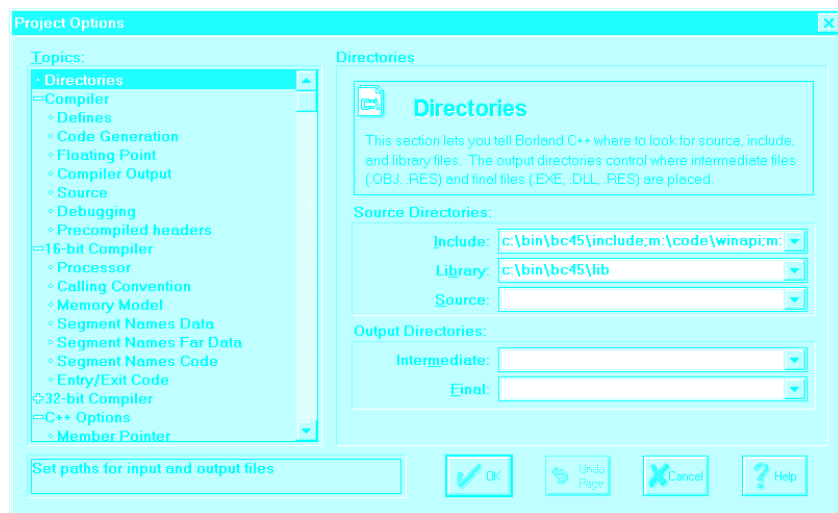 Project Options
Topics:
Directories
Compiler
Defines
Code Generation
Floating Point
Compiler Output
Source
Debugging
Precompiled headers
16-bit Compiler
Processor
Calling Convention
Memory Model
Segment Names Data
Segment Names Far Data
Segment Names Code
Entry/Exit Code
32-bit Compiler
C++ Options
Member Pointer
Directories
Directories
This section lets you tell Borland C++ where to look for source, include,
and library files. The output directories control where intermediate files
(.OBJ, .RES) and final files (.EXE, .DLL, .RES) are placed.
Source Directories:
Include: c:\bin\bc45\include;m:\code\winapi;m:
Library: c:\bin\bc45\lib
Source:
Output Directories:
Intermediate:
Final:
Set paths for input and output files
OK
Undo
Page
Cancel
Help